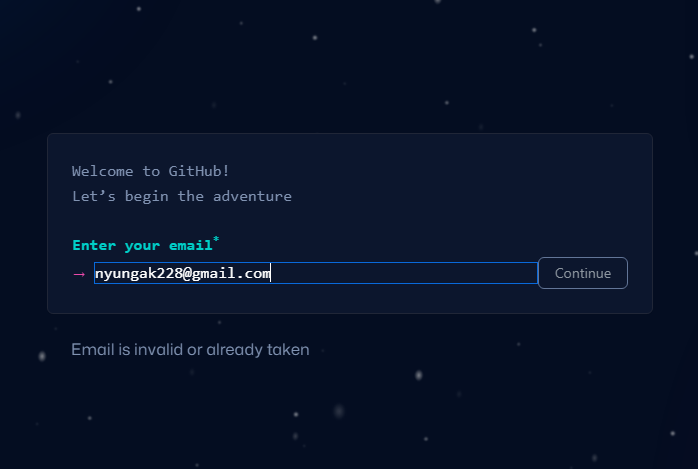 Welcome to GitHub!
Let’s begin the adventure
Enter your email*
→ nyungak228@gmail.com
Continue
Email is invalid or already taken